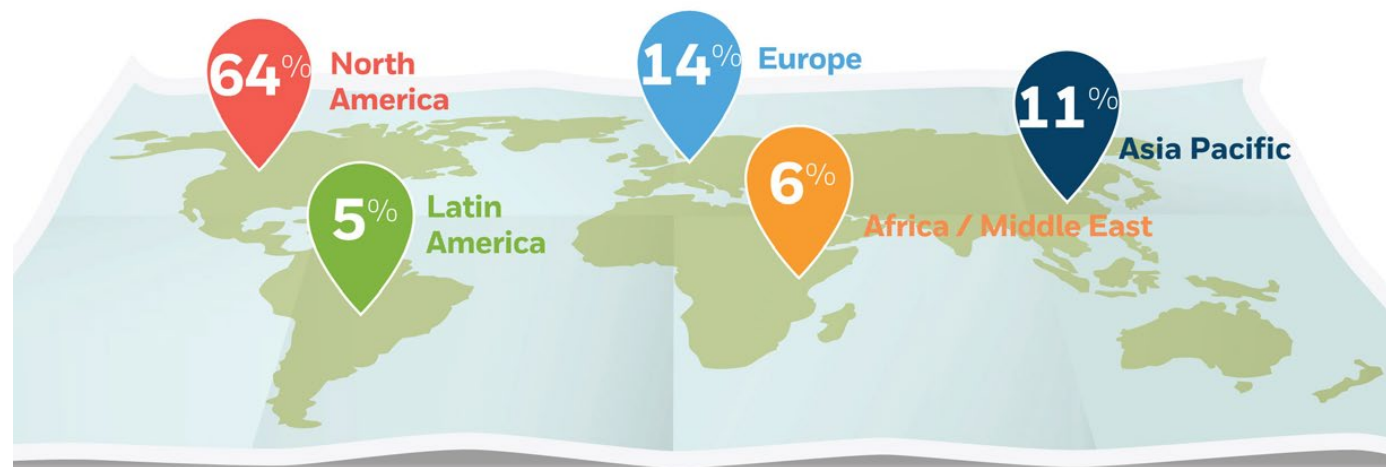 64%
North
America
14%
Europe
11%
Asia Pacific
5%
Latin
America
6%
Africa / Middle East